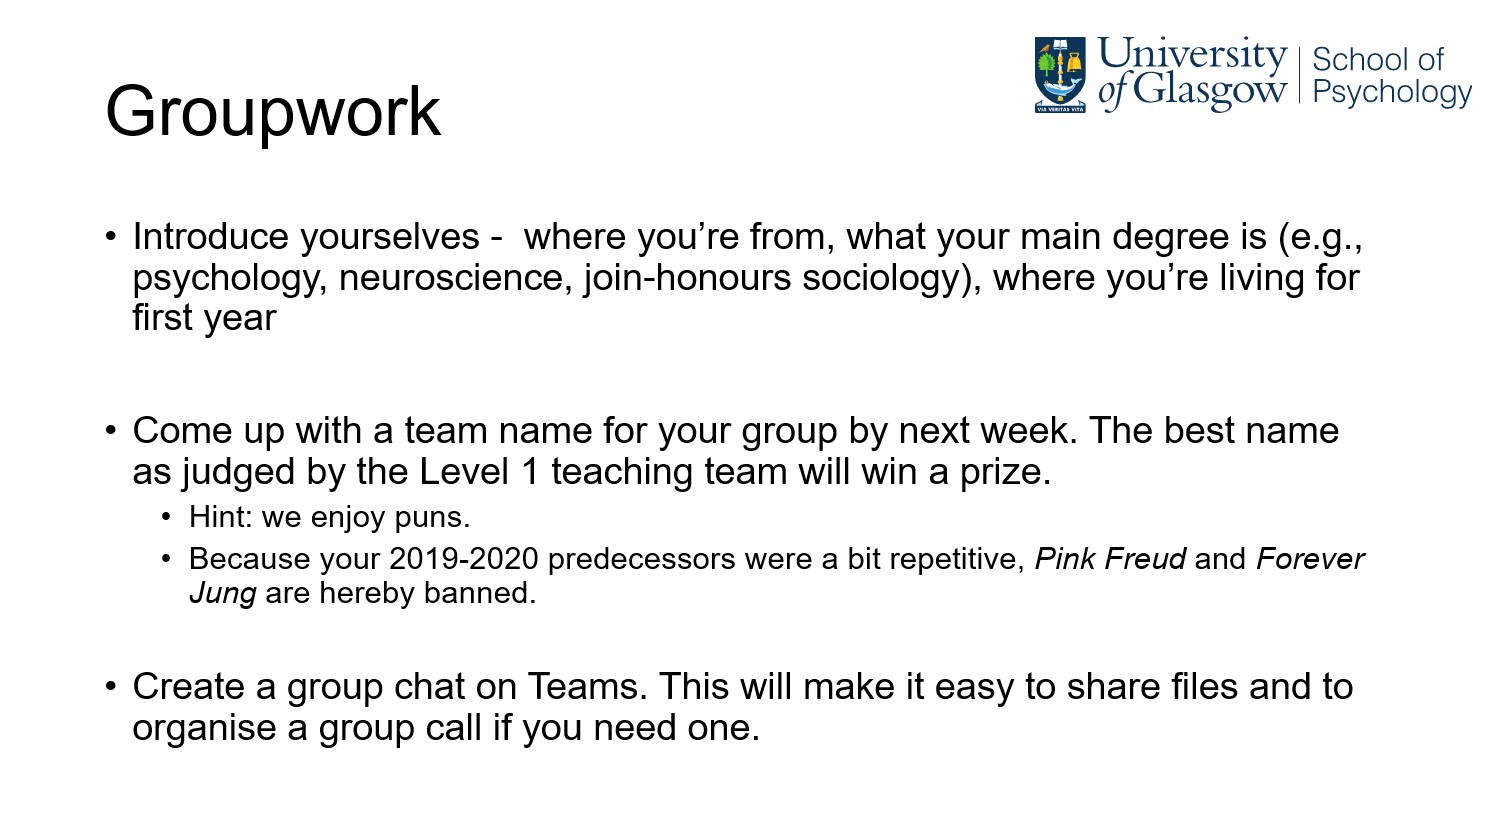 University
of Glasgow
School of
Psychology
VIA VERITAS VITA
Groupwork
• Introduce yourselves -  where you’re from, what your main degree is (e.g.,
psychology, neuroscience, join-honours sociology), where you’re living for
first year
• Come up with a team name for your group by next week. The best name
as judged by the Level 1 teaching team will win a prize.
• Hint: we enjoy puns.
• Because your 2019-2020 predecessors were a bit repetitive, Pink Freud and Forever
Jung are hereby banned.
• Create a group chat on Teams. This will make it easy to share files and to
organise a group call if you need one.